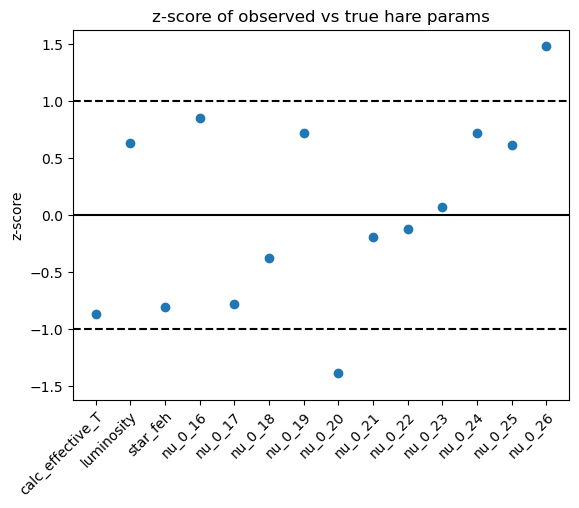 z-score of observed vs true hare params
1.5
1.0
0.5
0.0
−0.5
−1.0
−1.5
z-score
calc_effective_T
luminosity
star_feh
nu_0_16
nu_0_17
nu_0_18
nu_0_19
nu_0_20
nu_0_21
nu_0_22
nu_0_23
nu_0_24
nu_0_25
nu_0_26